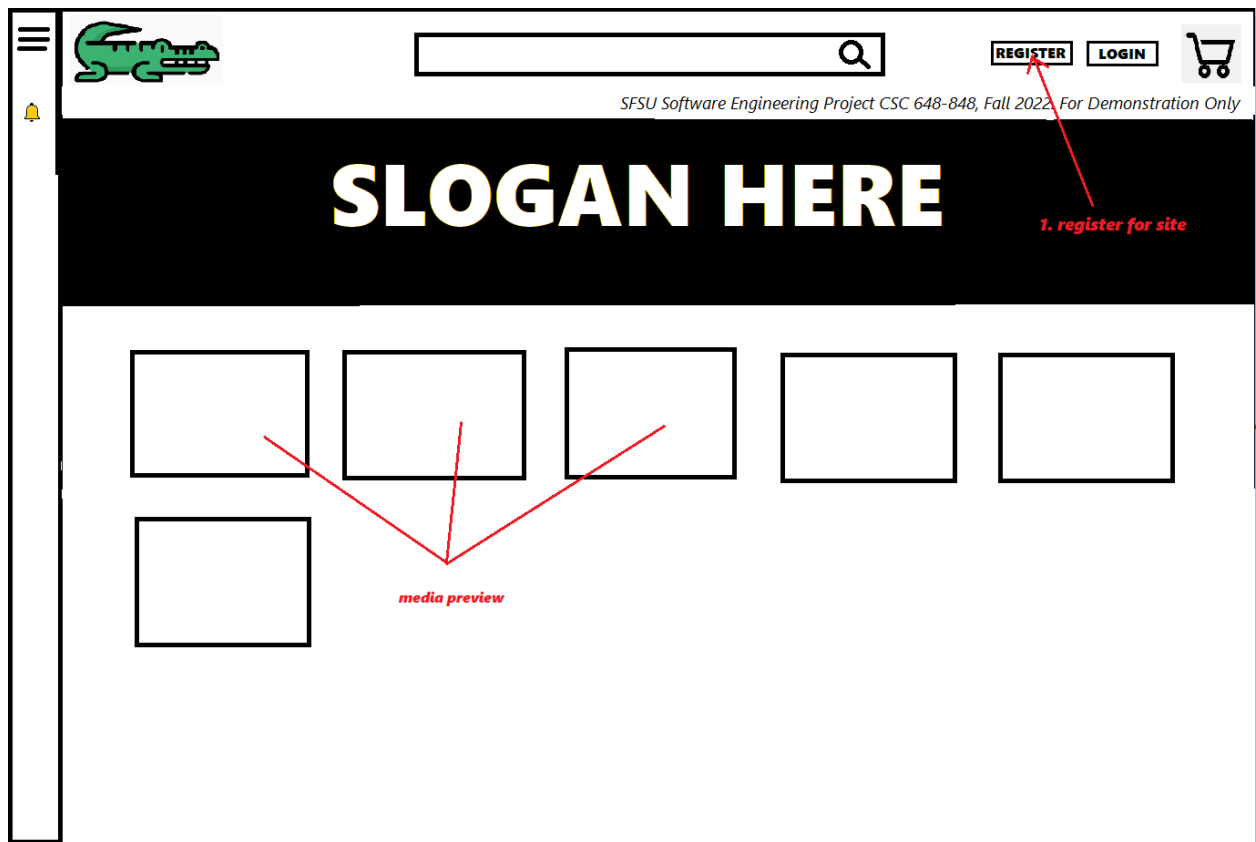 REGISTER
LOGIN
SFSU Software Engineering Project CSC 648-848, Fall 2022. For Demonstration Only
SLOGAN HERE
1. register for site
media preview